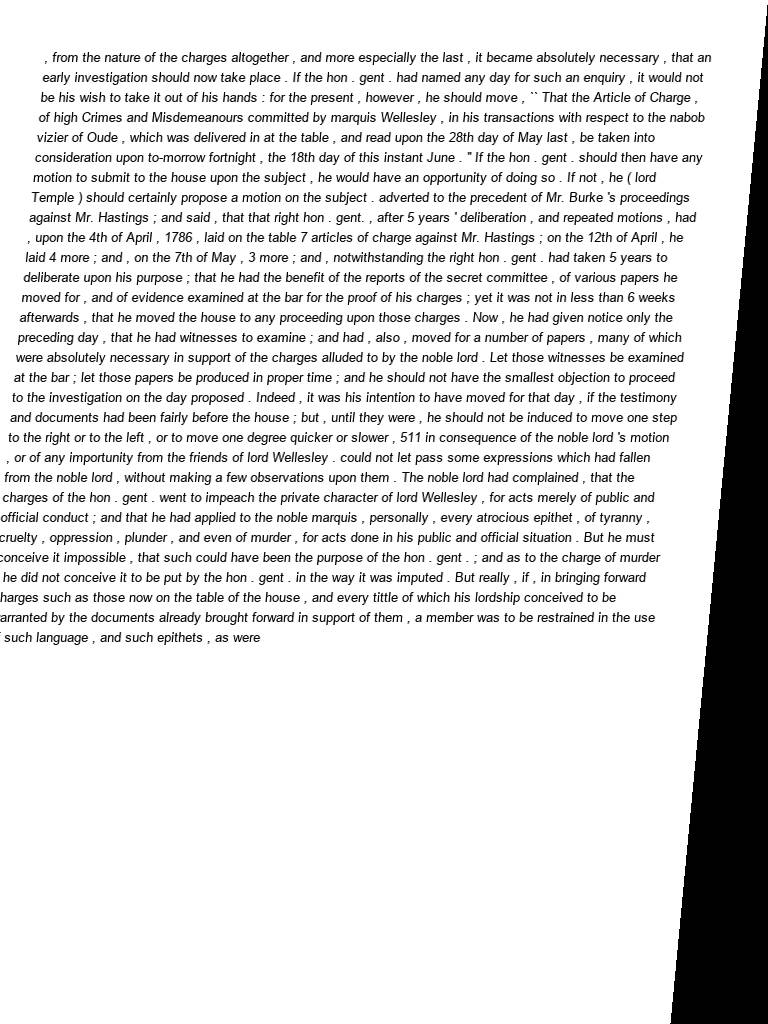 , from the nature of the charges altogether , and more especially the last , it became absolutely necessary , that an
early investigation should now take place . If the hon . gent . had named any day for such an enquiry , it would not
be his wish to take it out of his hands : for the present , however , he should move , `` That the Article of Charge ,
of high Crimes and Misdemeanours committed by marquis Wellesley , in his transactions with respect to the nabob
vizier of Oude , which was delivered in at the table , and read upon the 28th day of May last , be taken into
consideration upon to-morrow fortnight , the 18th day of this instant June . '' If the hon . gent . should then have any
motion to submit to the house upon the subject , he would have an opportunity of doing so . If not , he ( lord
Temple ) should certainly propose a motion on the subject . adverted to the precedent of Mr. Burke 's proceedings
against Mr. Hastings ; and said , that that right hon . gent. , after 5 years ' deliberation , and repeated motions , had
, upon the 4th of April , 1786 , laid on the table 7 articles of charge against Mr. Hastings ; on the 12th of April , he
laid 4 more ; and , on the 7th of May , 3 more ; and , notwithstanding the right hon . gent . had taken 5 years to
deliberate upon his purpose ; that he had the benefit of the reports of the secret committee , of various papers he
moved for , and of evidence examined at the bar for the proof of his charges ; yet it was not in less than 6 weeks
afterwards , that he moved the house to any proceeding upon those charges . Now , he had given notice only the
preceding day , that he had witnesses to examine ; and had , also , moved for a number of papers , many of which
were absolutely necessary in support of the charges alluded to by the noble lord . Let those witnesses be examined
at the bar ; let those papers be produced in proper time ; and he should not have the smallest objection to proceed
to the investigation on the day proposed . Indeed , it was his intention to have moved for that day , if the testimony
and documents had been fairly before the house ; but , until they were , he should not be induced to move one step
to the right or to the left , or to move one degree quicker or slower , 511 in consequence of the noble lord 's motion
, or of any importunity from the friends of lord Wellesley . could not let pass some expressions which had fallen
from the noble lord , without making a few observations upon them . The noble lord had complained , that the
charges of the hon . gent . went to impeach the private character of lord Wellesley , for acts merely of public and
official conduct ; and that he had applied to the noble marquis , personally , every atrocious epithet , of tyranny ,
cruelty , oppression , plunder , and even of murder , for acts done in his public and official situation . But he must
conceive it impossible , that such could have been the purpose of the hon . gent . ; and as to the charge of murder
he did not conceive it to be put by the hon . gent . in the way it was imputed . But really , if , in bringing forward
harges such as those now on the table of the house , and every tittle of which his lordship conceived to be
arranted by the documents already brought forward in support of them , a member was to be restrained in the use
such language , and such epithets , as were